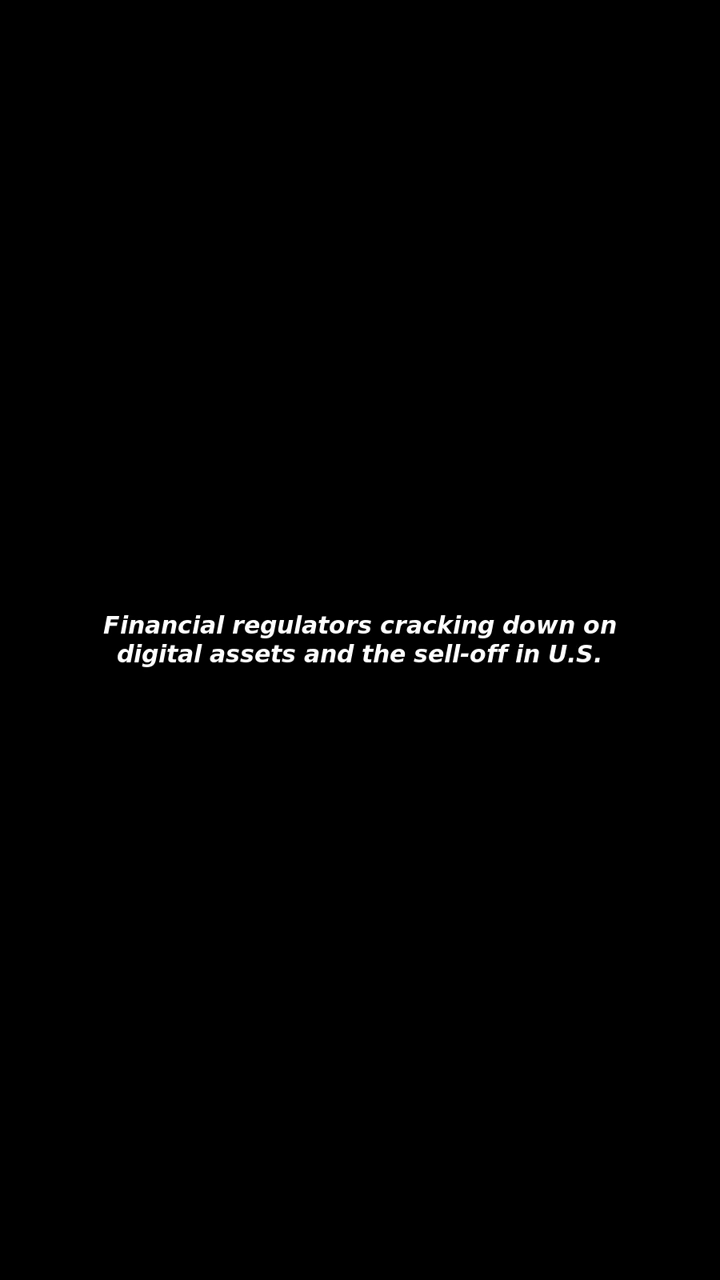 Financial regulators cracking down on
digital assets and the sell-off in U.S.